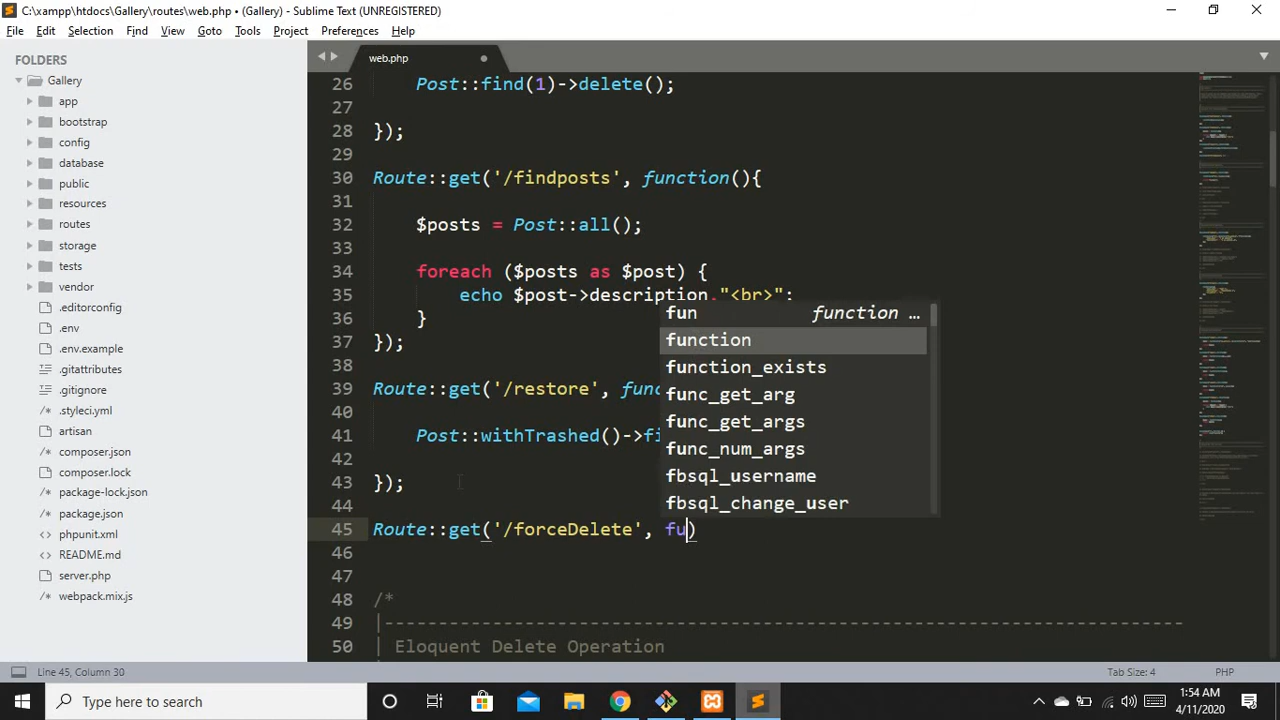 C:\xampp\htdocs\Gallery\routes\web.php • (Gallery) - Sublime Text (UNREGISTERED)
File Edit Selection Find View Goto Tools Project Preferences Help
FOLDERS
Gallery
app
bootstrap
config
database
public
resources
routes
storage
tests
vendor
.editorconfig
.env
.env.example
.gitattributes
.gitignore
.styleci.yml
artisan
composer.json
composer.lock
package-lock.json
package.json
phpunit.xml
README.md
server.php
webpack.mix.js
web.php
26 Post::find(1)->delete();
27
28 });
29
30 Route::get('/findposts', function(){
31
32 $posts = Post::all();
33
34 foreach ($posts as $post) {
35 echo $post->description."<br>";
36 }
37 });
38
39 Route::get('/restore', func
40
41 Post::withTrashed()->fi
42
43 });
44
45 Route::get('/forceDelete', fu)
46
47
48 /*
49 |--------------------------------------------------------------------------
50 | Eloquent Delete Operation
fun function …
function
function_exists
func_get_arg
func_get_args
func_num_args
fbsql_username
fbsql_change_user
Line 45, Column 30 Tab Size: 4 PHP
Type here to search
1:54 AM
4/11/2020